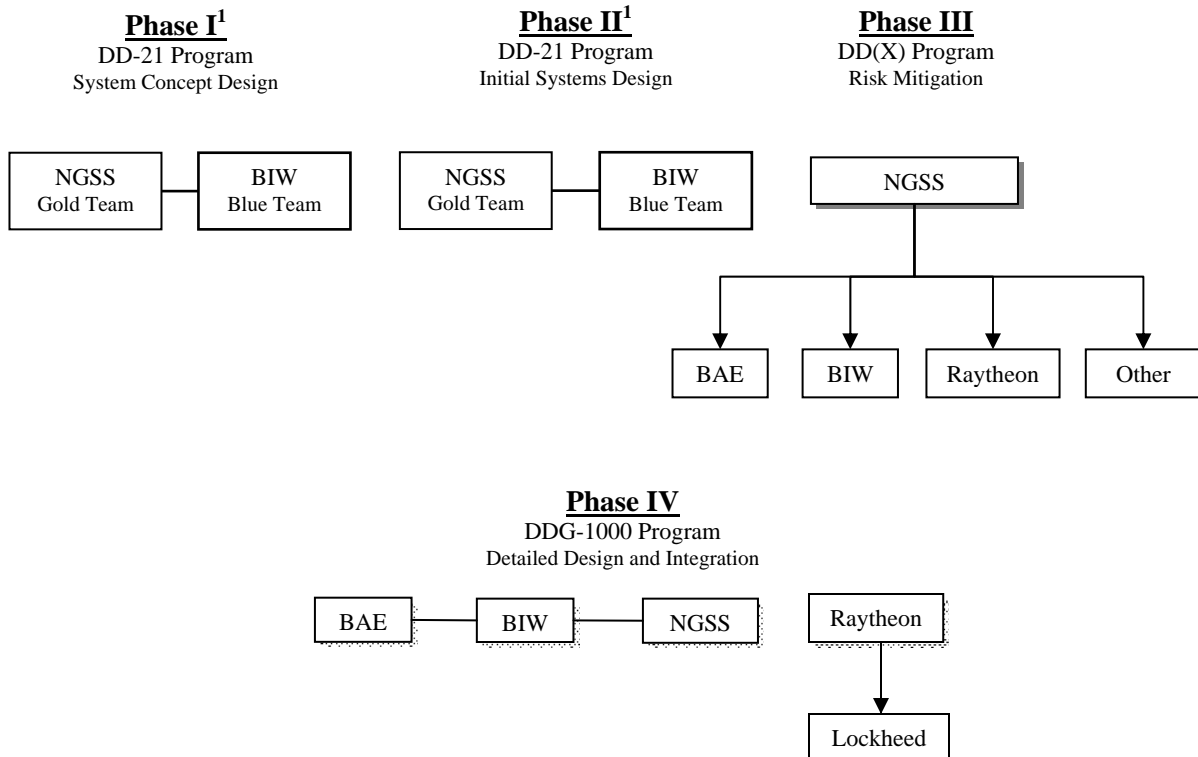 Phase I¹
DD-21 Program
System Concept Design
Phase II¹
DD-21 Program
Initial Systems Design
Phase III
DD(X) Program
Risk Mitigation
NGSS
Gold Team
BIW
Blue Team
NGSS
Gold Team
BIW
Blue Team
NGSS
BAE
BIW
Raytheon
Other
Phase IV
DDG-1000 Program
Detailed Design and Integration
BAE
BIW
NGSS
Raytheon
Lockheed